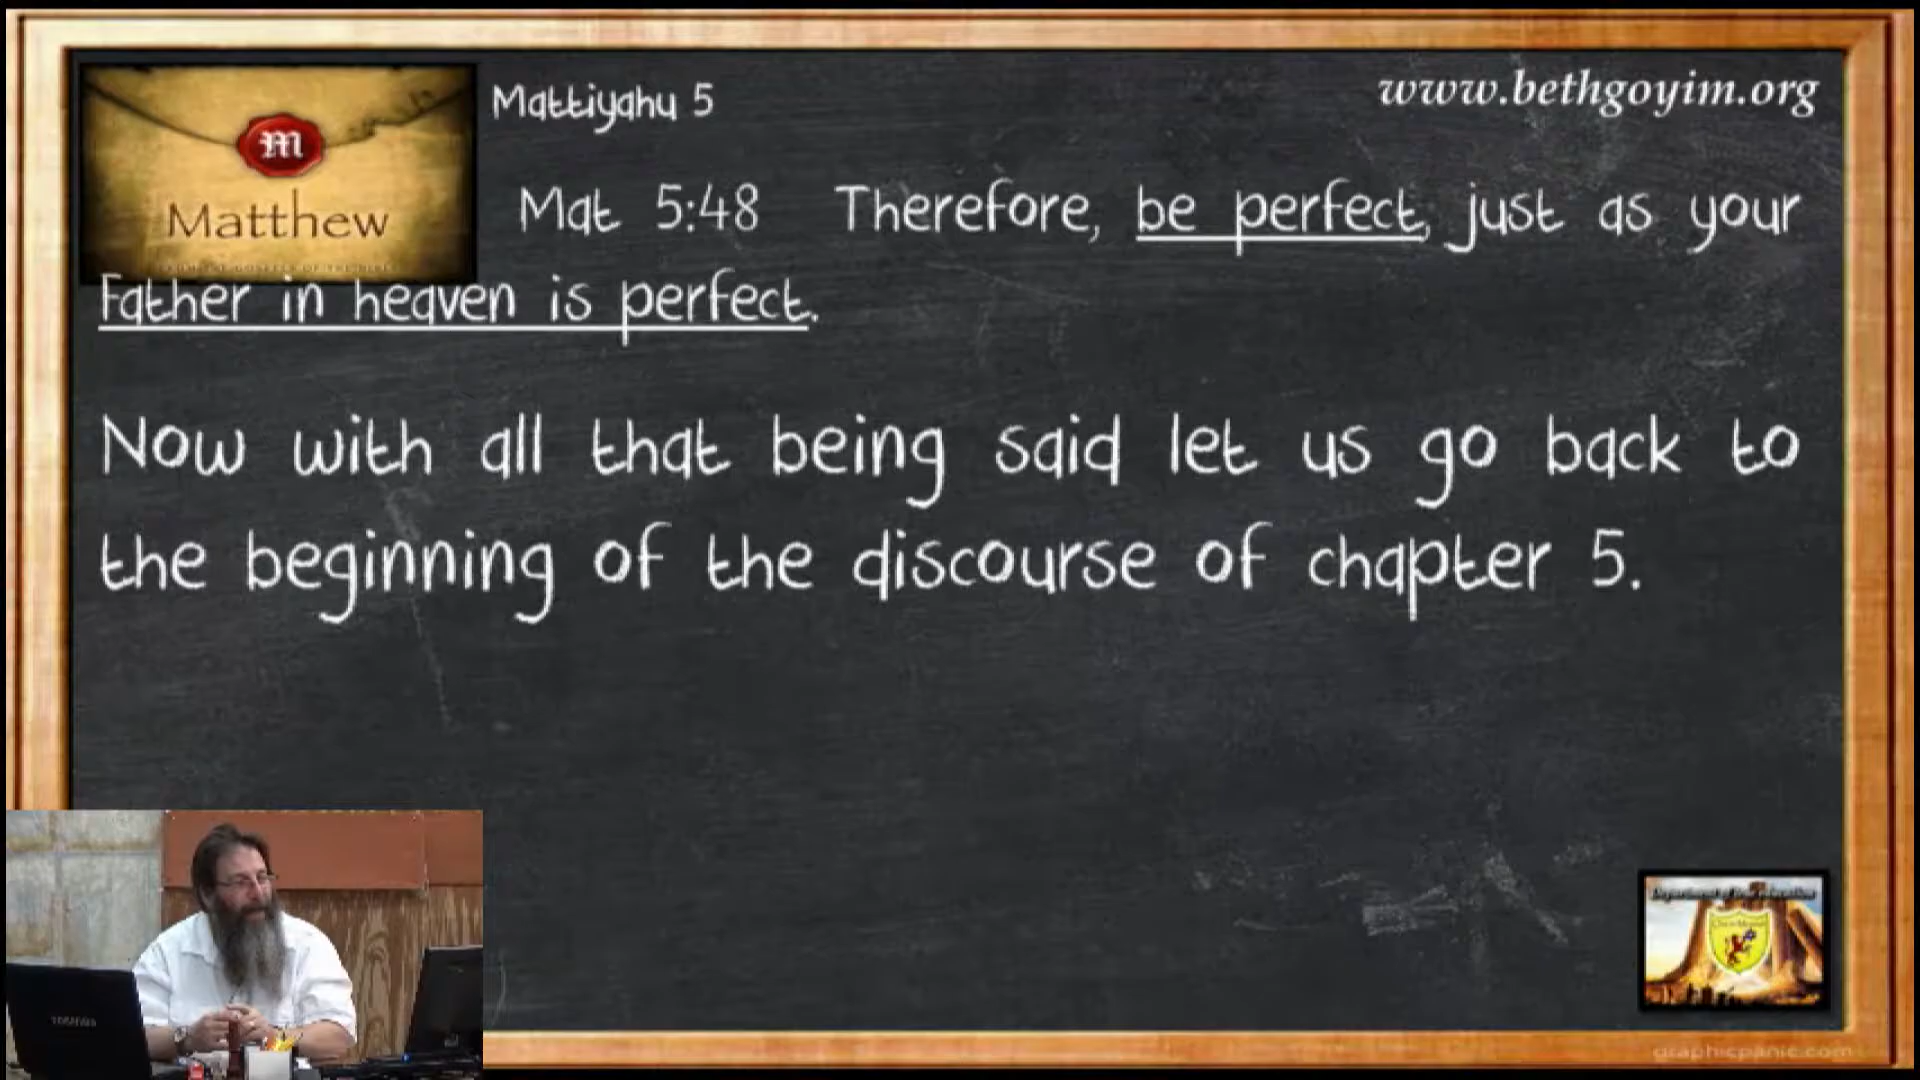 Mattiyahu 5
www.bethgoyim.org
M
Matthew
Mat 5:48 Therefore, be perfect, just as your
Father in heaven is perfect.
Now with all that being said let us go back to
the beginning of the discourse of chapter 5.
TOSHIBA
graphicpanic.com